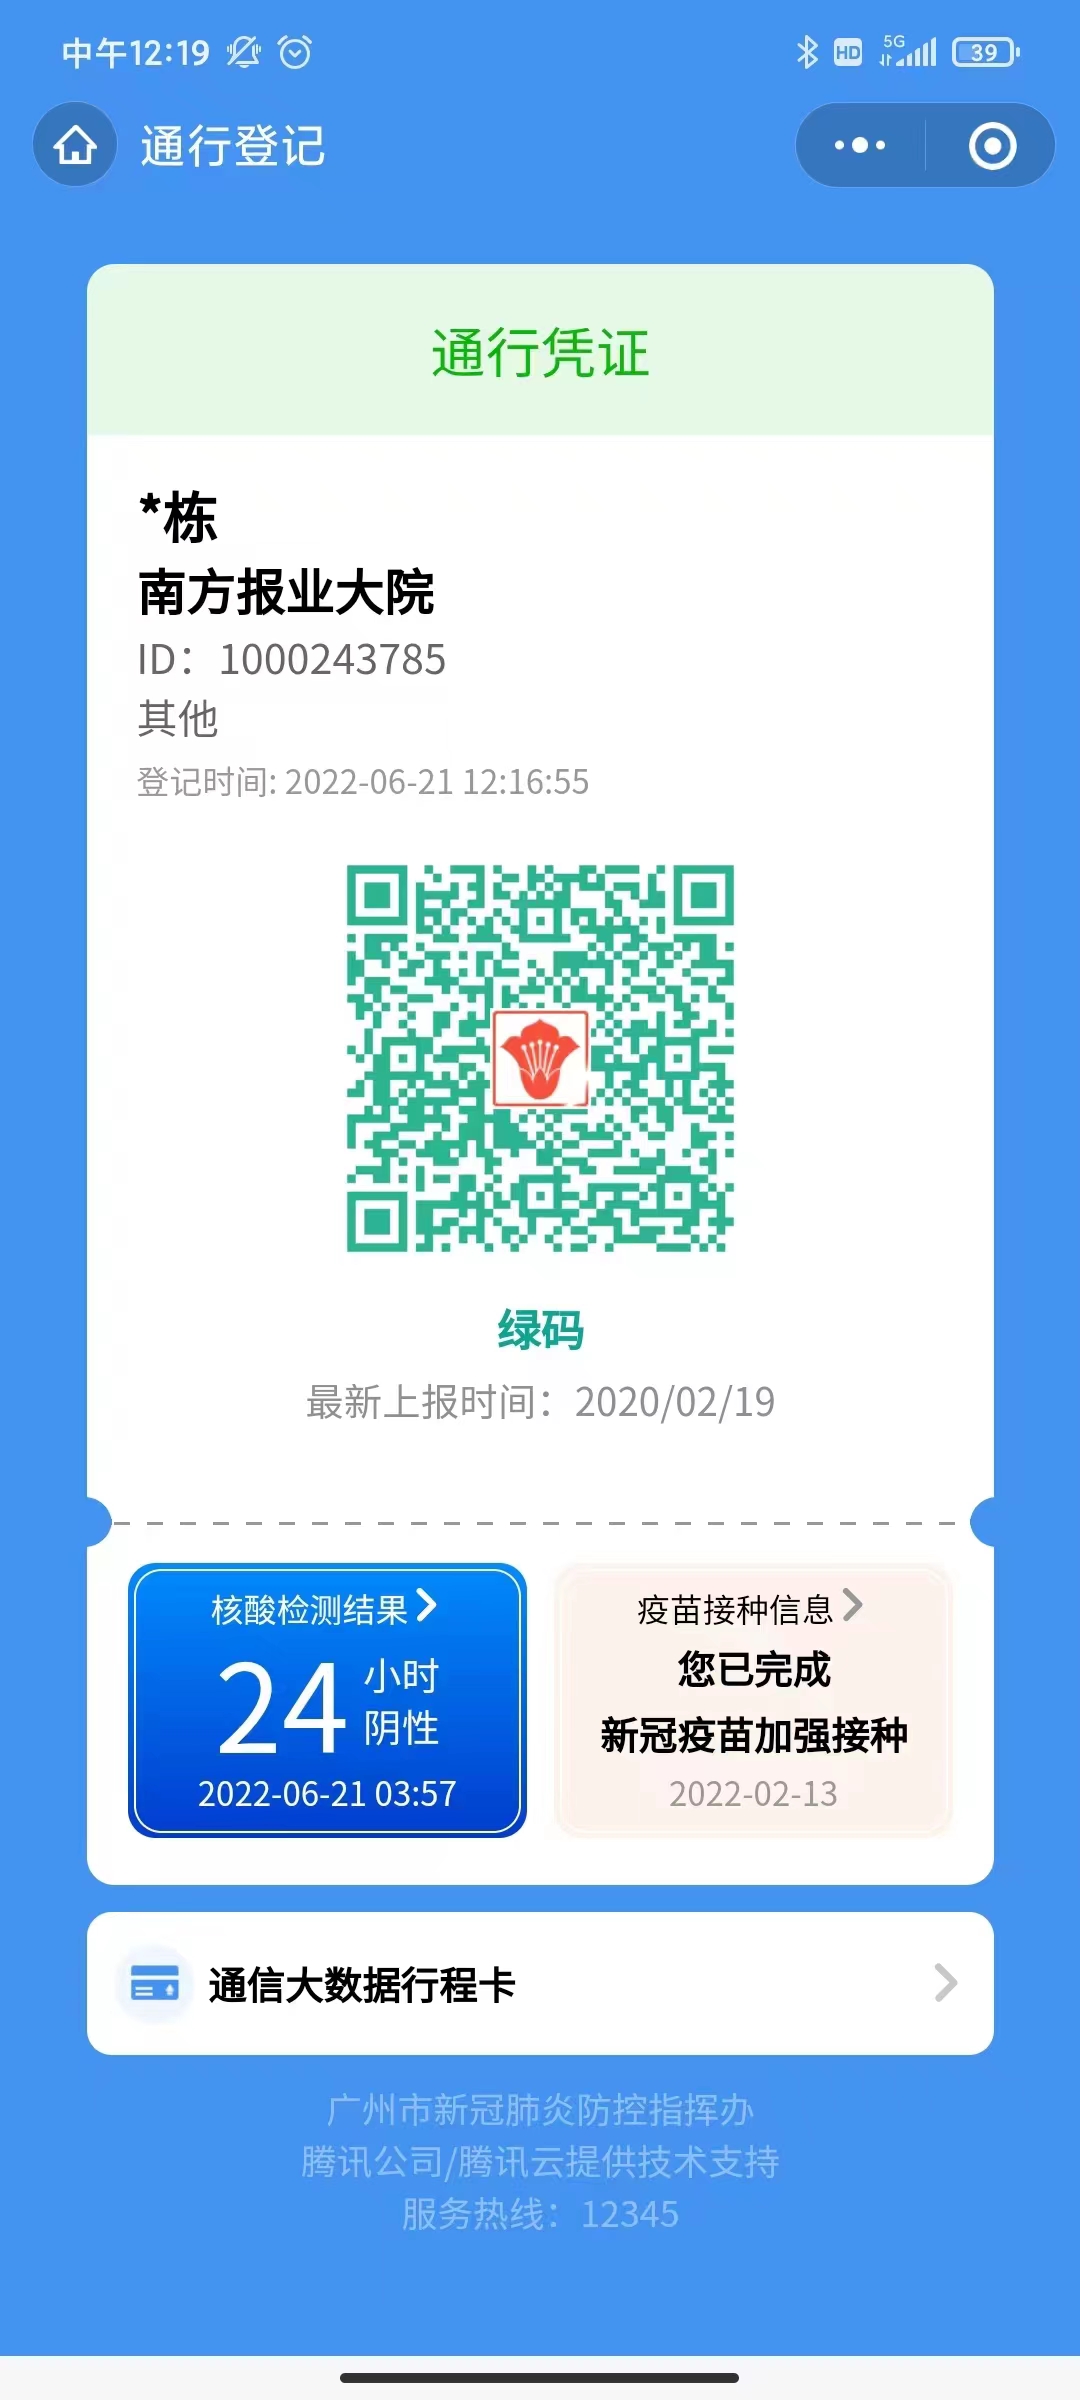 中午12:19
HD 5G 39
通行登记
通行凭证
*栋
南方报业大院
ID：1000243785
其他
登记时间: 2022-06-21 12:16:55
绿码
最新上报时间：2020/02/19
核酸检测结果
24 小时
阴性
2022-06-21 03:57
疫苗接种信息
您已完成
新冠疫苗加强接种
2022-02-13
通信大数据行程卡
广州市新冠肺炎防控指挥办
腾讯公司/腾讯云提供技术支持
服务热线：12345